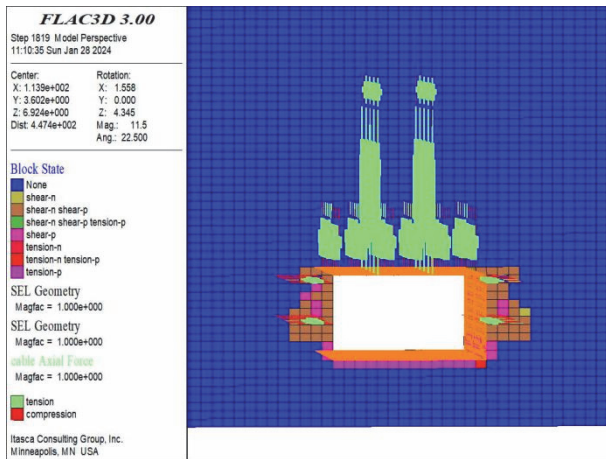 FLAC3D 3.00
Step 1819 Model Perspective
11:10:35 Sun Jan 28 2024
Center:
X: 1.139e+002
Y: 3.602e+000
Z: 6.924e+000
Dist: 4.474e+002
Rotation:
X: 1.558
Y: 0.000
Z: 4.345
Mag.: 11.5
Ang.: 22.500
Block State
None
shear-n
shear-n shear-p
shear-n shear-p tension-p
shear-p
tension-n
tension-n tension-p
tension-p
SEL Geometry
Magfac = 1.000e+000
SEL Geometry
Magfac = 1.000e+000
cable Axial Force
Magfac = 1.000e+000
tension
compression
Itasca Consulting Group, Inc.
Minneapolis, MN USA